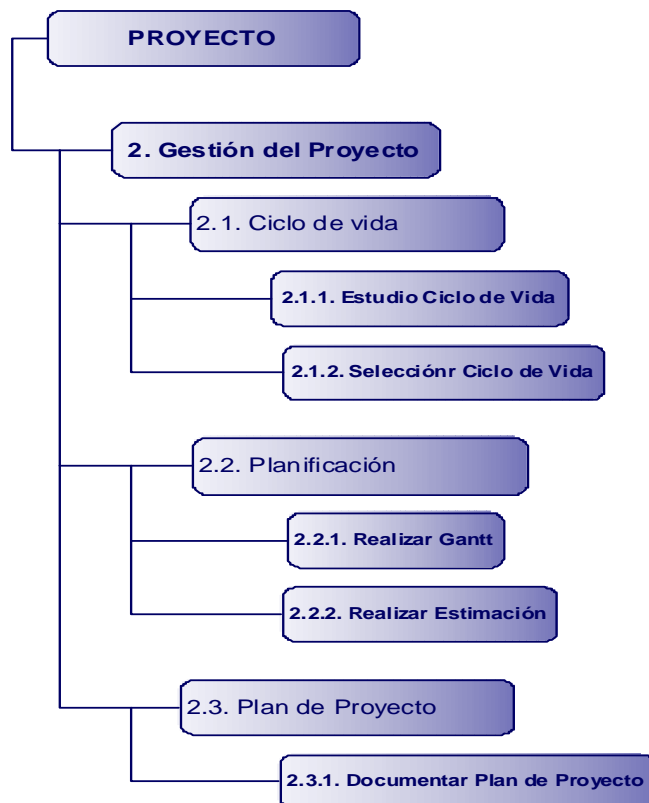 PROYECTO
2. Gestión del Proyecto
2.1. Ciclo de vida
2.1.1. Estudio Ciclo de Vida
2.1.2. Selecciónr Ciclo de Vida
2.2. Planificación
2.2.1. Realizar Gantt
2.2.2. Realizar Estimación
2.3. Plan de Proyecto
2.3.1. Documentar Plan de Proyecto